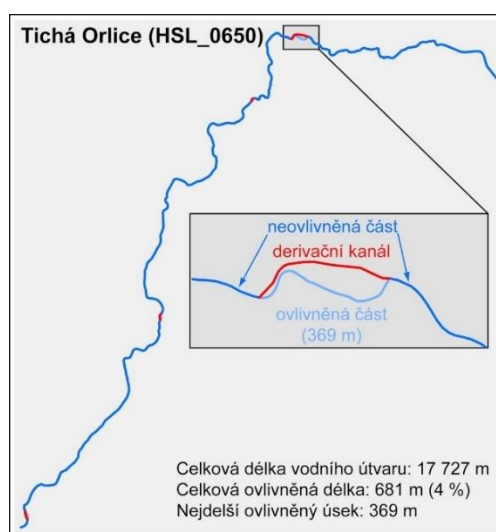 Tichá Orlice (HSL_0650)
neovlivněná část
derivační kanál
ovlivněná část
(369 m)
Celková délka vodního útvaru: 17 727 m
Celková ovlivněná délka: 681 m (4 %)
Nejdelší ovlivněný úsek: 369 m